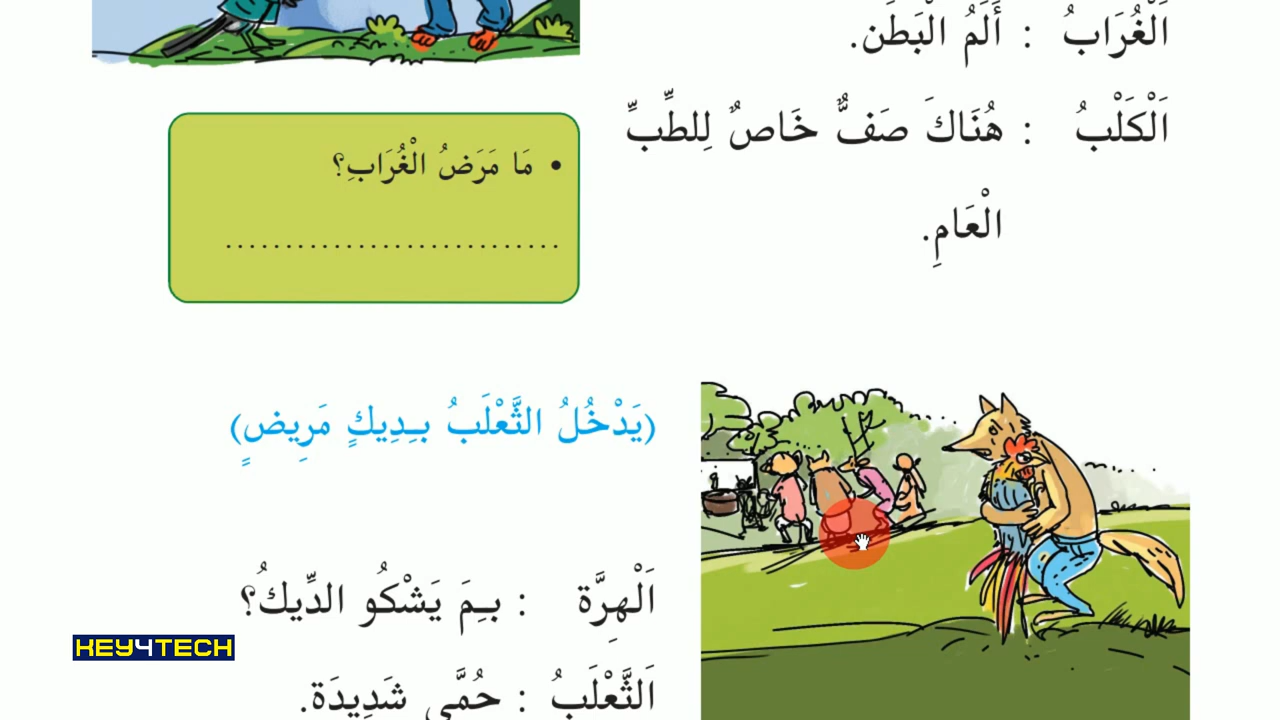 اَلْغُرَابُ : أَلَمُ الْبَطَن.
اَلْكَلْبُ : هُنَاكَ صَفٌّ خَاصٌ لِلطِّبِّ
الْعَامِ.
• مَا مَرَضُ الْغُرَابِ؟
..............................
(يَدْخُلُ الثَّعْلَبُ بِدِيكٍ مَرِيضٍ)
اَلْهِرَّة : بِمَ يَشْكُو الدِّيكُ؟
اَلثَّعْلَبُ : حُمَّى شَدِيدَة.
KEY4TECH